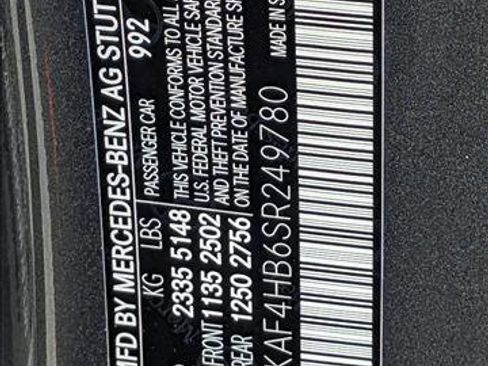 MFD BY MERCEDES-BENZ AG STUT
992
KG LBS PASSENGER CAR
2335 5148
FRONT 1135 2502
REAR 1250 2756
THIS VEHICLE CONFORMS TO ALL
U.S. FEDERAL MOTOR VEHICLE SAF
AND THEFT PREVENTION STANDARD
ON THE DATE OF MANUFACTURE SH
KAF4HB6SR249780
MADE IN